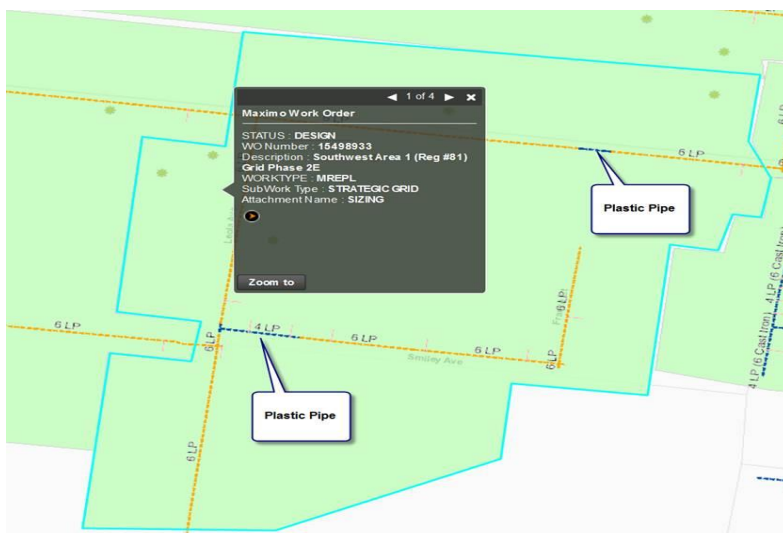 1 of 4
Maximo Work Order
STATUS : DESIGN
WO Number : 15498933
Description : Southwest Area 1 (Reg #81)
Grid Phase 2E
WORKTYPE : MREPL
SubWork Type : STRATEGIC GRID
Attachment Name : SIZING
Zoom to
6 LP
Plastic Pipe
6 LP
6 LP
4 LP
6 LP
6 LP
6 LP
6 LP
Smiley Ave
Plastic Pipe
6 LP
4 LP (6 Cast Iron)
4 LP (6 Cast Iron)